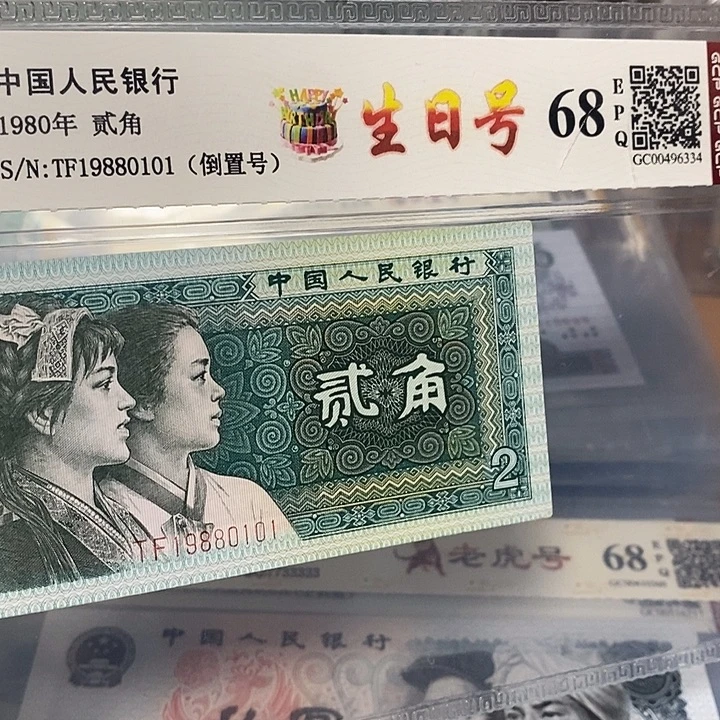 中国人民银行
1980年 贰角
S/N:TF19880101（倒置号）
HAPPY
生日号
68
EPQ
GC00496334
中国人民银行
贰角
2
TF19880101
老虎号
68
EPQ
中国人民银行